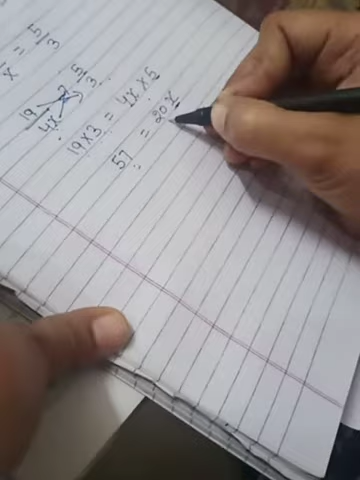 x = 5/3
19/4x 5/3
19 × 3 = 4x × 5
57 = 20x